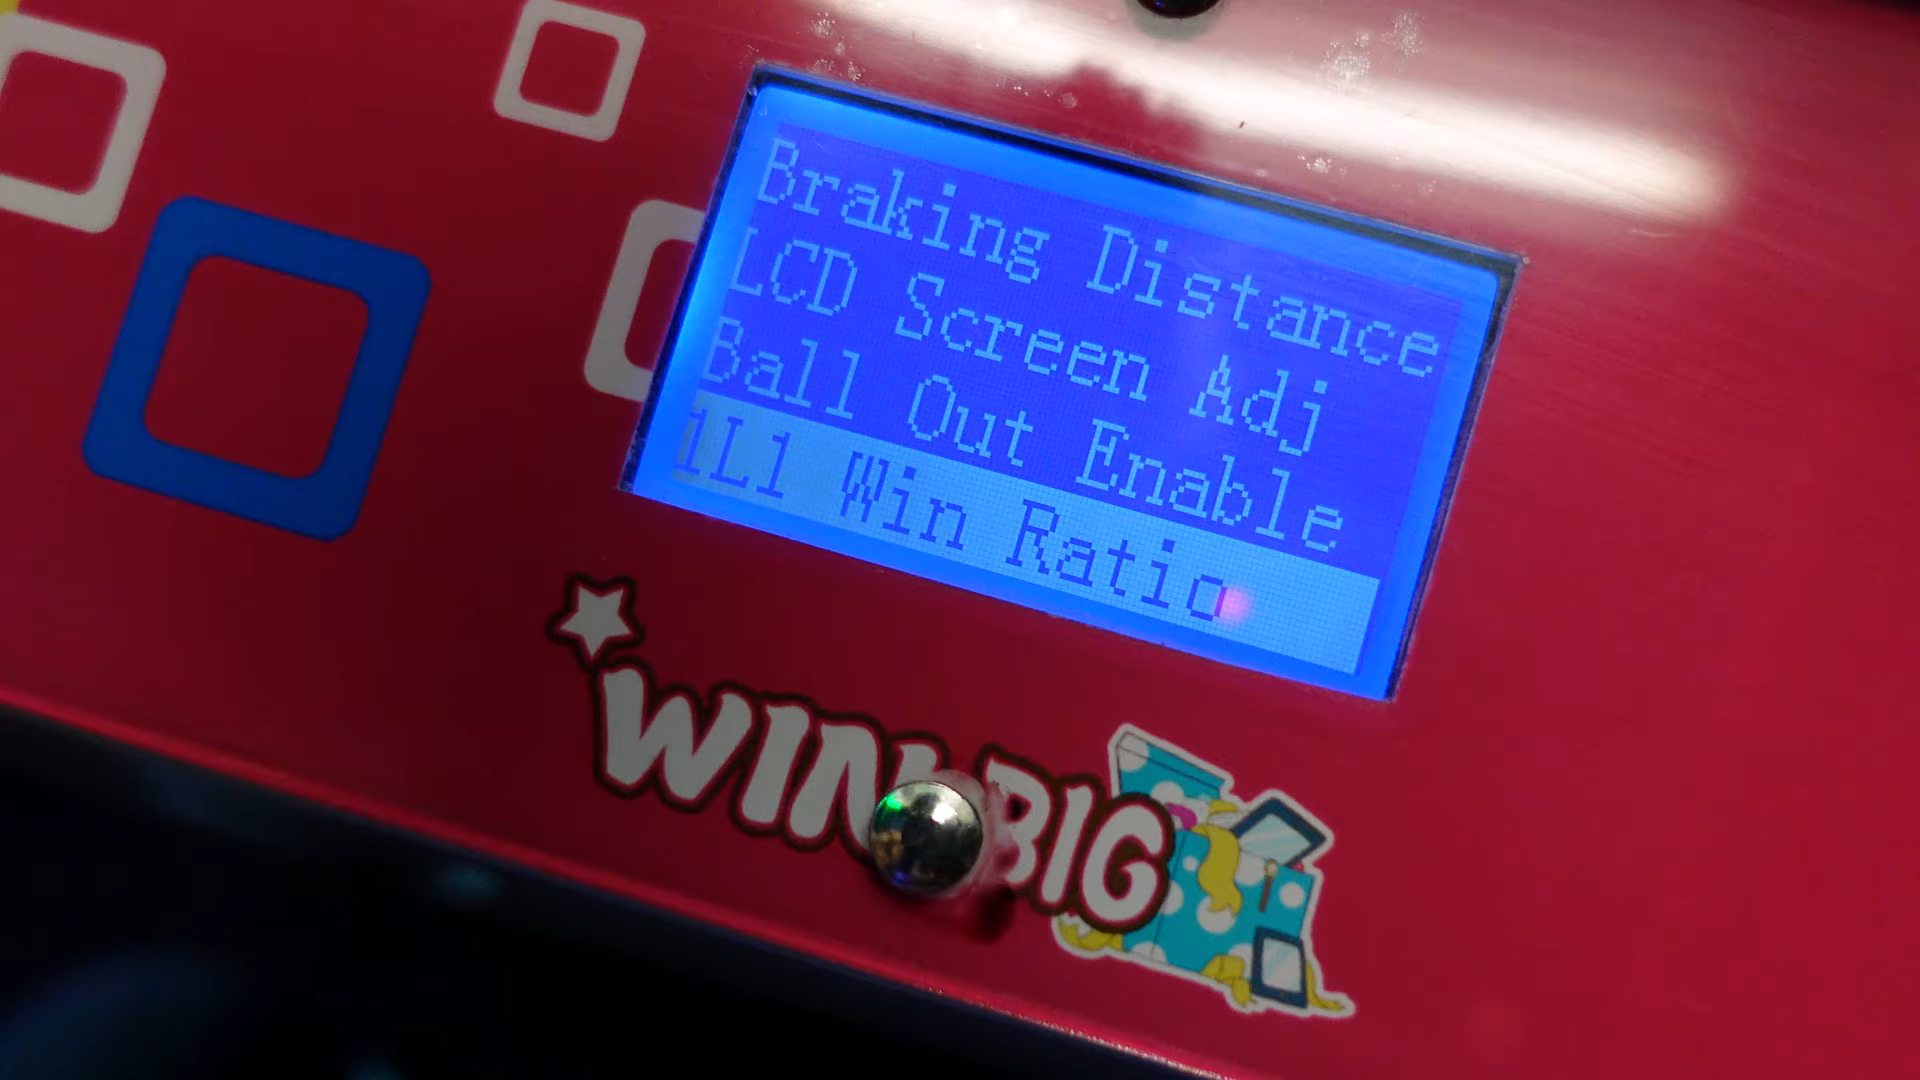 Braking Distance
LCD Screen Adj
Ball Out Enable
1L1 Win Ratio
WIN BIG